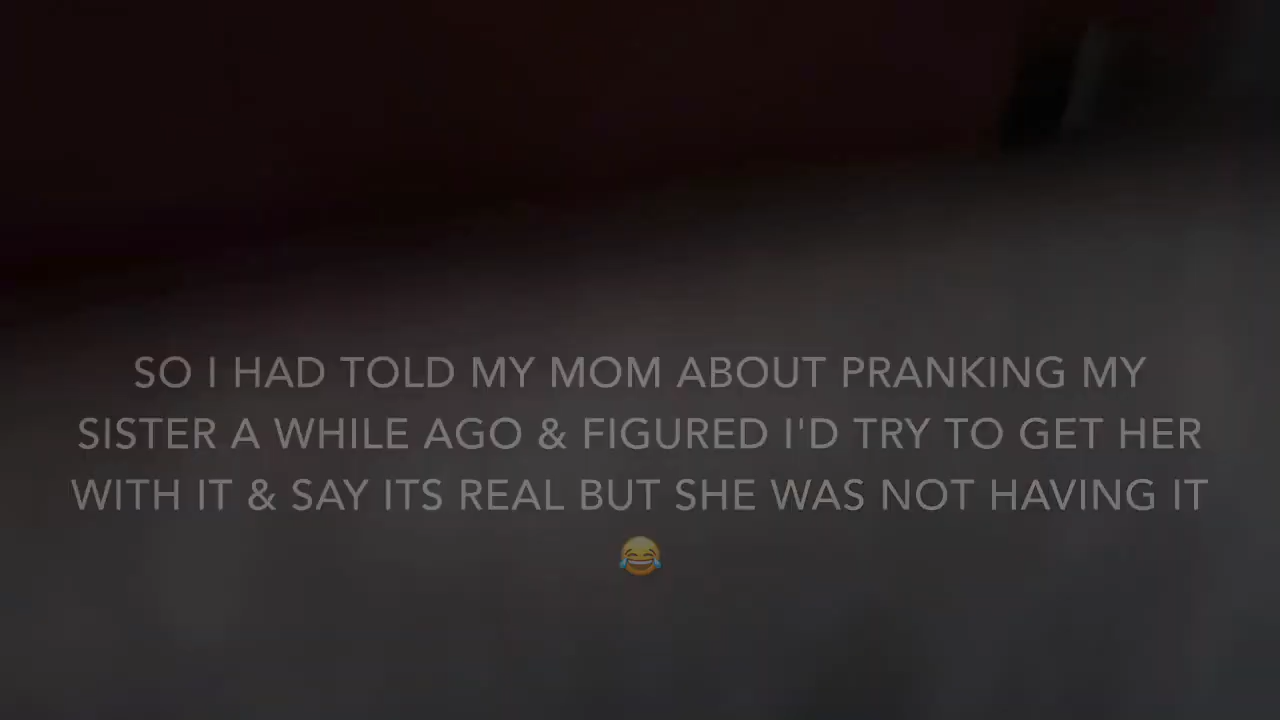 SO I HAD TOLD MY MOM ABOUT PRANKING MY
SISTER A WHILE AGO & FIGURED I'D TRY TO GET HER
WITH IT & SAY ITS REAL BUT SHE WAS NOT HAVING IT
😂